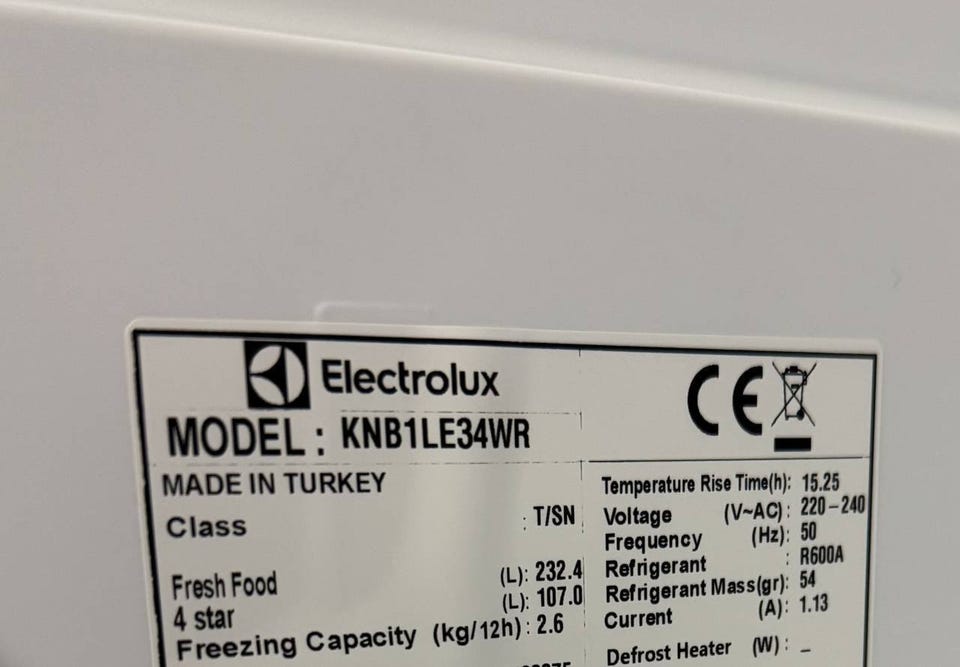 Electrolux
CE
MODEL : KNB1LE34WR
MADE IN TURKEY
Class : T/SN
Fresh Food (L): 232.4
4 star (L): 107.0
Freezing Capacity (kg/12h) : 2.6
Temperature Rise Time(h): 15.25
Voltage (V~AC) : 220-240
Frequency (Hz): 50
Refrigerant : R600A
Refrigerant Mass(gr): 54
Current (A): 1.13
Defrost Heater (W) : _